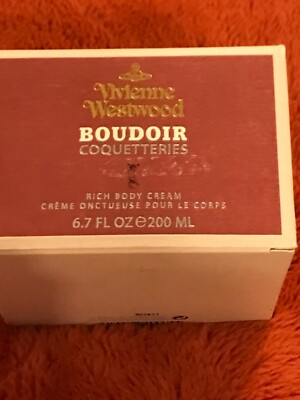 Vivienne
Westwood
BOUDOIR
COQUETTERIES
RICH BODY CREAM
CRÈME ONCTUEUSE POUR LE CORPS
6.7 FL OZ℮200 ML